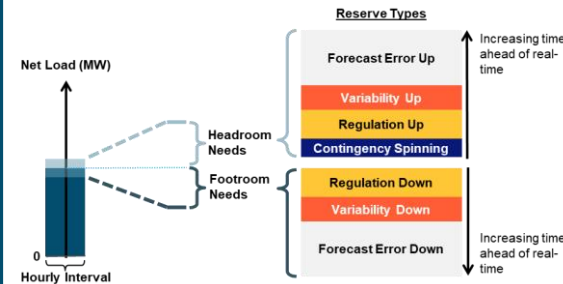 Reserve Types
Net Load (MW)
Headroom
Needs
Footroom
Needs
0
Hourly Interval
Forecast Error Up
Variability Up
Regulation Up
Contingency Spinning
Regulation Down
Variability Down
Forecast Error Down
Increasing time
ahead of real-
time
Increasing time
ahead of real-
time